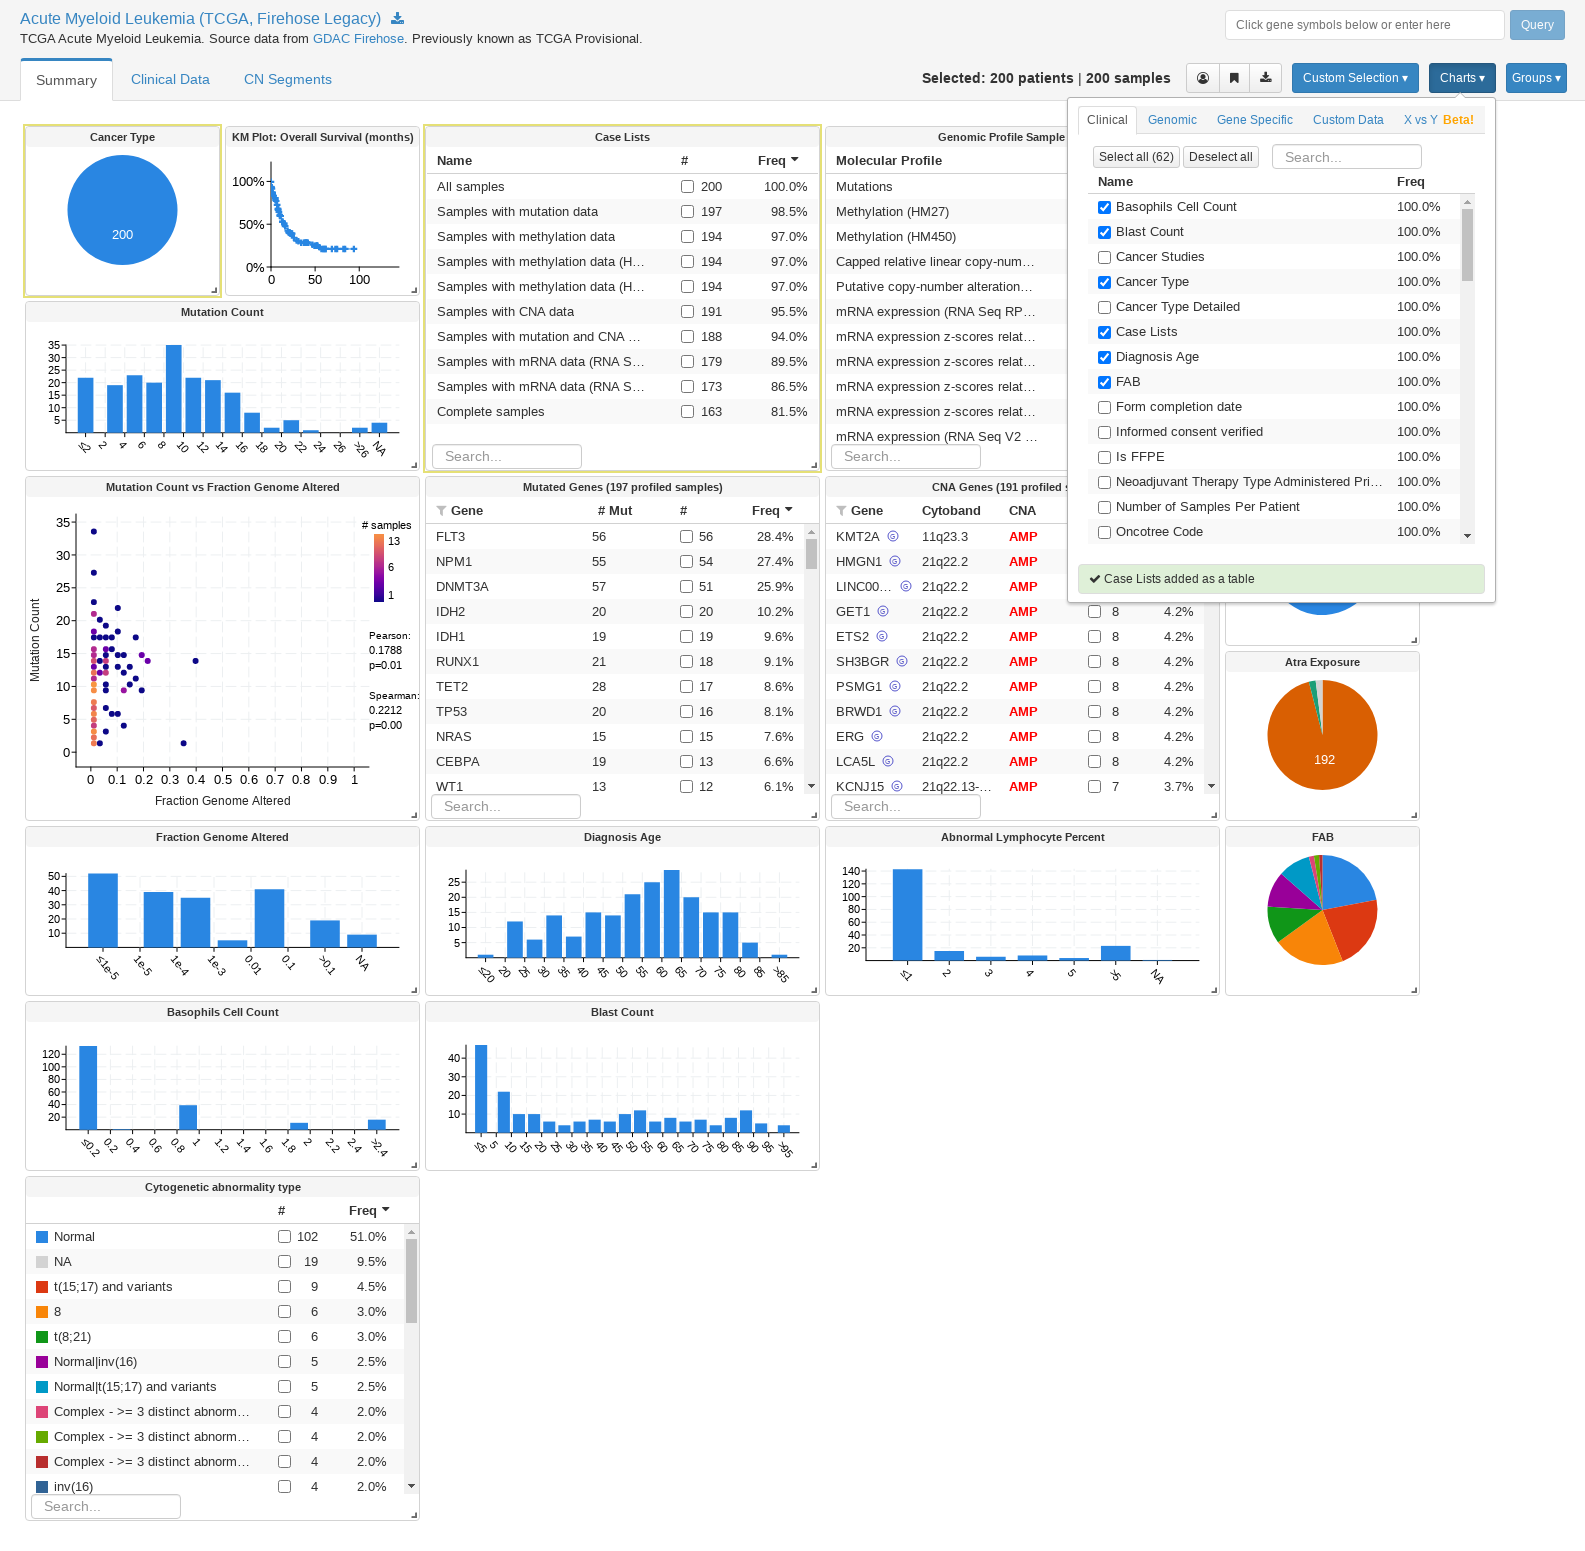 Acute Myeloid Leukemia (TCGA, Firehose Legacy)
Click gene symbols below or enter here
Query
TCGA Acute Myeloid Leukemia. Source data from GDAC Firehose. Previously known as TCGA Provisional.
Summary
Clinical Data
CN Segments
Selected: 200 patients | 200 samples
Custom Selection ▾
Charts ▾
Groups ▾
Clinical Genomic Gene Specific Custom Data X vs Y Beta!
Select all (62) Deselect all Search...
Name Freq
Basophils Cell Count 100.0%
Blast Count 100.0%
Cancer Studies 100.0%
Cancer Type 100.0%
Cancer Type Detailed 100.0%
Case Lists 100.0%
Diagnosis Age 100.0%
FAB 100.0%
Form completion date 100.0%
Informed consent verified 100.0%
Is FFPE 100.0%
Neoadjuvant Therapy Type Administered Pri... 100.0%
Number of Samples Per Patient 100.0%
Oncotree Code 100.0%
Case Lists added as a table
Cancer Type
200
KM Plot: Overall Survival (months)
100%
50%
0%
0 50 100
Case Lists
Name # Freq
All samples 200 100.0%
Samples with mutation data 197 98.5%
Samples with methylation data 194 97.0%
Samples with methylation data (H... 194 97.0%
Samples with methylation data (H... 194 97.0%
Samples with CNA data 191 95.5%
Samples with mutation and CNA ... 188 94.0%
Samples with mRNA data (RNA S... 179 89.5%
Samples with mRNA data (RNA S... 173 86.5%
Complete samples 163 81.5%
Search...
Genomic Profile Sample
Molecular Profile
Mutations
Methylation (HM27)
Methylation (HM450)
Capped relative linear copy-num...
Putative copy-number alteration...
mRNA expression (RNA Seq RP...
mRNA expression z-scores relat...
mRNA expression z-scores relat...
mRNA expression z-scores relat...
mRNA expression z-scores relat...
mRNA expression (RNA Seq V2 ...
Search...
Mutation Count
35
30
25
20
15
10
5
≤2 2 4 6 8 10 12 14 16 18 20 22 24 26 >26 NA
Mutation Count vs Fraction Genome Altered
Mutation Count
35
30
25
20
15
10
5
0
0 0.1 0.2 0.3 0.4 0.5 0.6 0.7 0.8 0.9 1
Fraction Genome Altered
# samples
13
6
1
Pearson:
0.1788
p=0.01
Spearman:
0.2212
p=0.00
Mutated Genes (197 profiled samples)
Gene # Mut # Freq
FLT3 56 56 28.4%
NPM1 55 54 27.4%
DNMT3A 57 51 25.9%
IDH2 20 20 10.2%
IDH1 19 19 9.6%
RUNX1 21 18 9.1%
TET2 28 17 8.6%
TP53 20 16 8.1%
NRAS 15 15 7.6%
CEBPA 19 13 6.6%
WT1 13 12 6.1%
Search...
CNA Genes (191 profiled s
Gene Cytoband CNA
KMT2A G 11q23.3 AMP
HMGN1 G 21q22.2 AMP
LINC00... G 21q22.2 AMP
GET1 G 21q22.2 AMP 8 4.2%
ETS2 G 21q22.2 AMP 8 4.2%
SH3BGR G 21q22.2 AMP 8 4.2%
PSMG1 G 21q22.2 AMP 8 4.2%
BRWD1 G 21q22.2 AMP 8 4.2%
ERG G 21q22.2 AMP 8 4.2%
LCA5L G 21q22.2 AMP 8 4.2%
KCNJ15 G 21q22.13-... AMP 7 3.7%
Search...
Atra Exposure
192
Fraction Genome Altered
50
40
30
20
10
≤1e-5 1e-5 1e-4 1e-3 0.01 0.1 >0.1 NA
Diagnosis Age
25
20
15
10
5
≤20 20 25 30 35 40 45 50 55 60 65 70 75 80 85 >85
Abnormal Lymphocyte Percent
140
120
100
80
60
40
20
≤1 2 3 4 5 >5 NA
FAB
Basophils Cell Count
120
100
80
60
40
20
≤0.2 0.2 0.4 0.6 0.8 1 1.2 1.4 1.6 1.8 2 2.2 2.4 >2.4
Blast Count
40
30
20
10
≤5 5 10 15 20 25 30 35 40 45 50 55 60 65 70 75 80 85 90 95 >95
Cytogenetic abnormality type
# Freq
Normal 102 51.0%
NA 19 9.5%
t(15;17) and variants 9 4.5%
8 6 3.0%
t(8;21) 6 3.0%
Normal|inv(16) 5 2.5%
Normal|t(15;17) and variants 5 2.5%
Complex - >= 3 distinct abnorm... 4 2.0%
Complex - >= 3 distinct abnorm... 4 2.0%
Complex - >= 3 distinct abnorm... 4 2.0%
inv(16) 4 2.0%
Search...